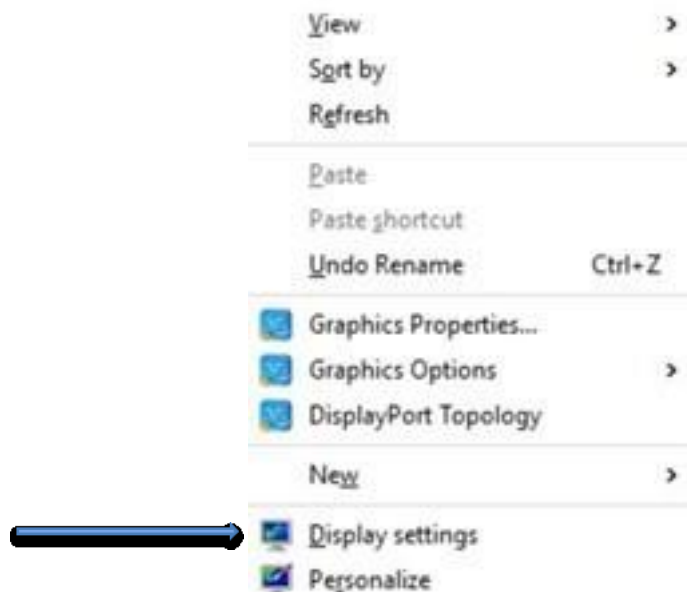 View
Sort by
Refresh
Paste
Paste shortcut
Undo Rename Ctrl+Z
Graphics Properties...
Graphics Options
DisplayPort Topology
New
Display settings
Personalize